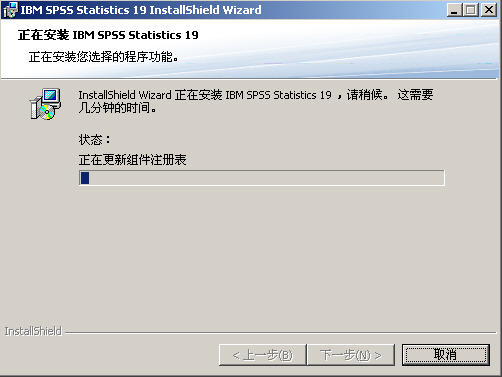 IBM SPSS Statistics 19 InstallShield Wizard
正在安装 IBM SPSS Statistics 19
正在安装您选择的程序功能。
InstallShield Wizard 正在安装 IBM SPSS Statistics 19 ，请稍候。 这需要
几分钟的时间。
状态：
正在更新组件注册表
InstallShield
< 上一步(B)
下一步(N) >
取消